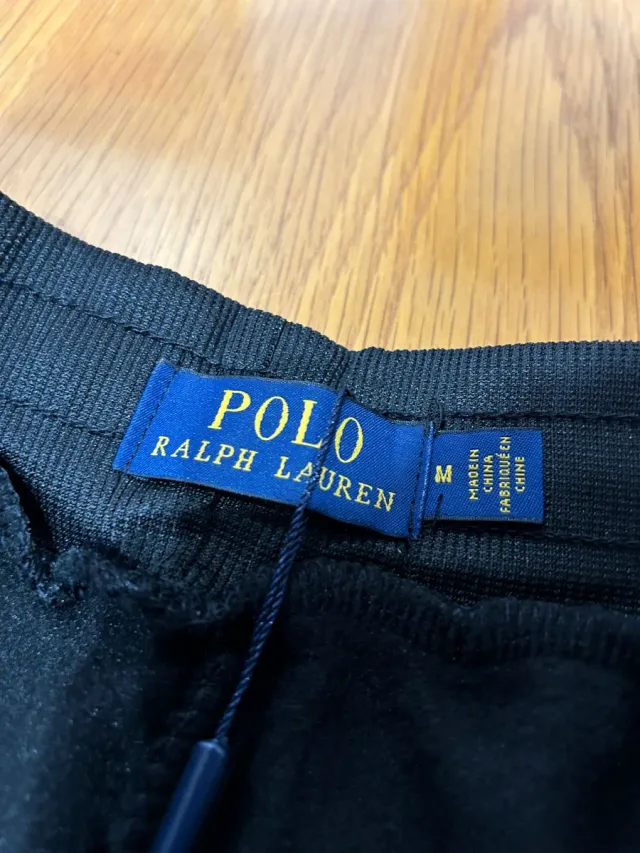 POLO
RALPH LAUREN
M
MADE IN
CHINA
FABRIQUÉ EN
CHINE